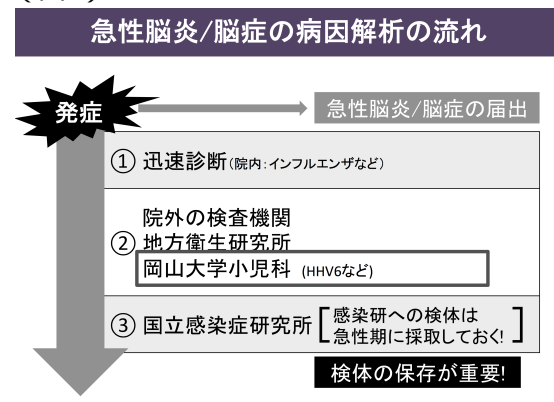 急性脳炎/脳症の病因解析の流れ
発症
急性脳炎/脳症の届出
① 迅速診断(院内:インフルエンザなど)
院外の検査機関
② 地方衛生研究所
岡山大学小児科 (HHV6など)
③ 国立感染症研究所[感染研への検体は
急性期に採取しておく!]
検体の保存が重要!